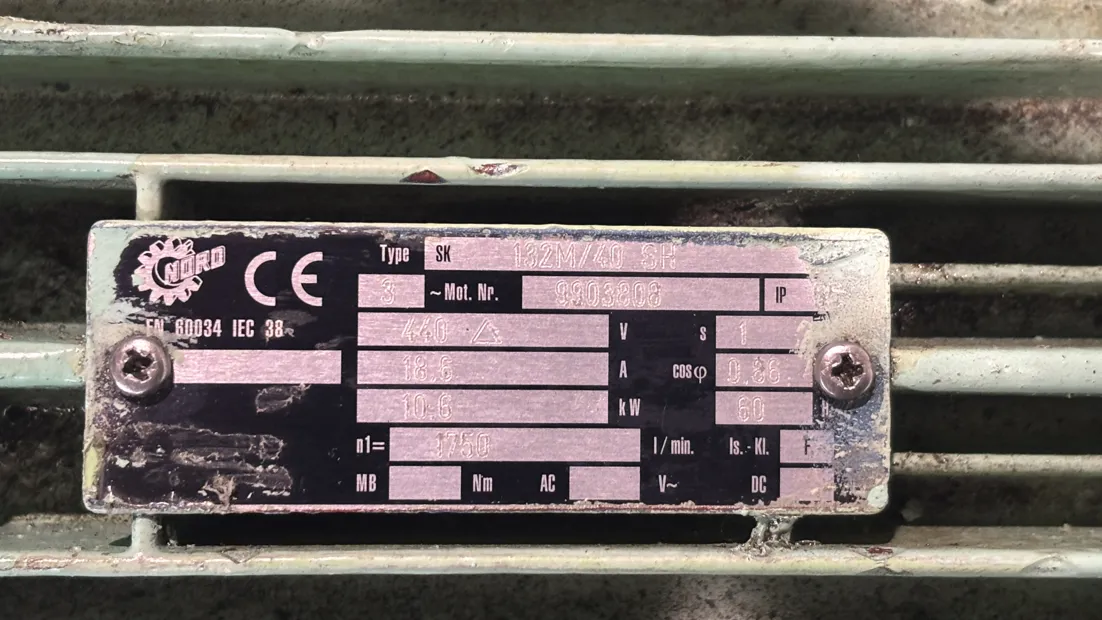 NORD CE Type SK 132M/40 SH
3 ~ Mot. Nr. 9903808 IP
EN 60034 IEC 38 440 △ V s 1
18.6 A cosφ 0.86
10.6 kW 60 H
n1= 1750 l/min. Is.-Kl. F
MB Nm AC V~ DC